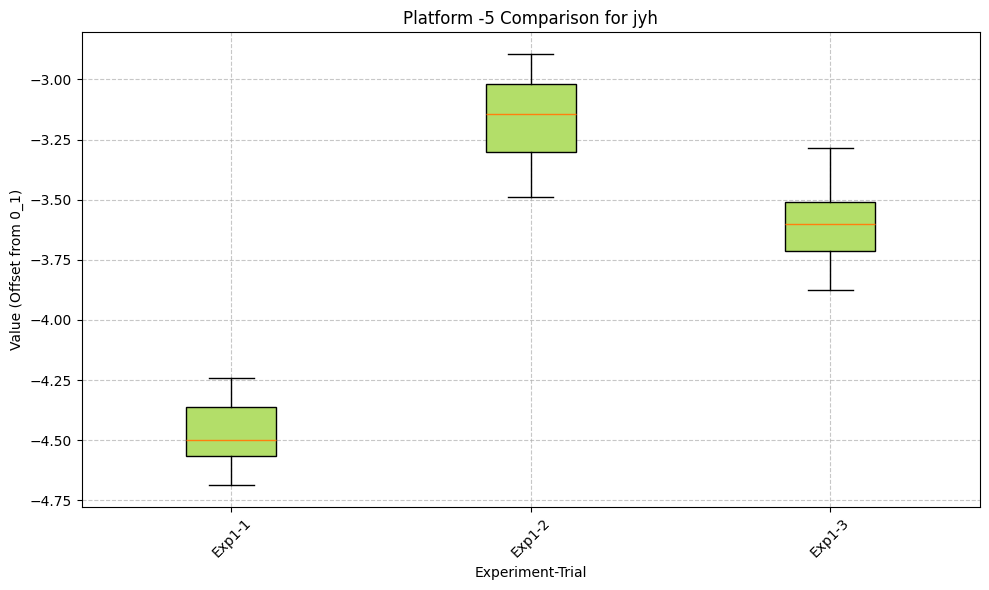 Platform -5 Comparison for jyh
Value (Offset from 0_1)
−3.00
−3.25
−3.50
−3.75
−4.00
−4.25
−4.50
−4.75
Exp1-1
Exp1-2
Exp1-3
Experiment-Trial